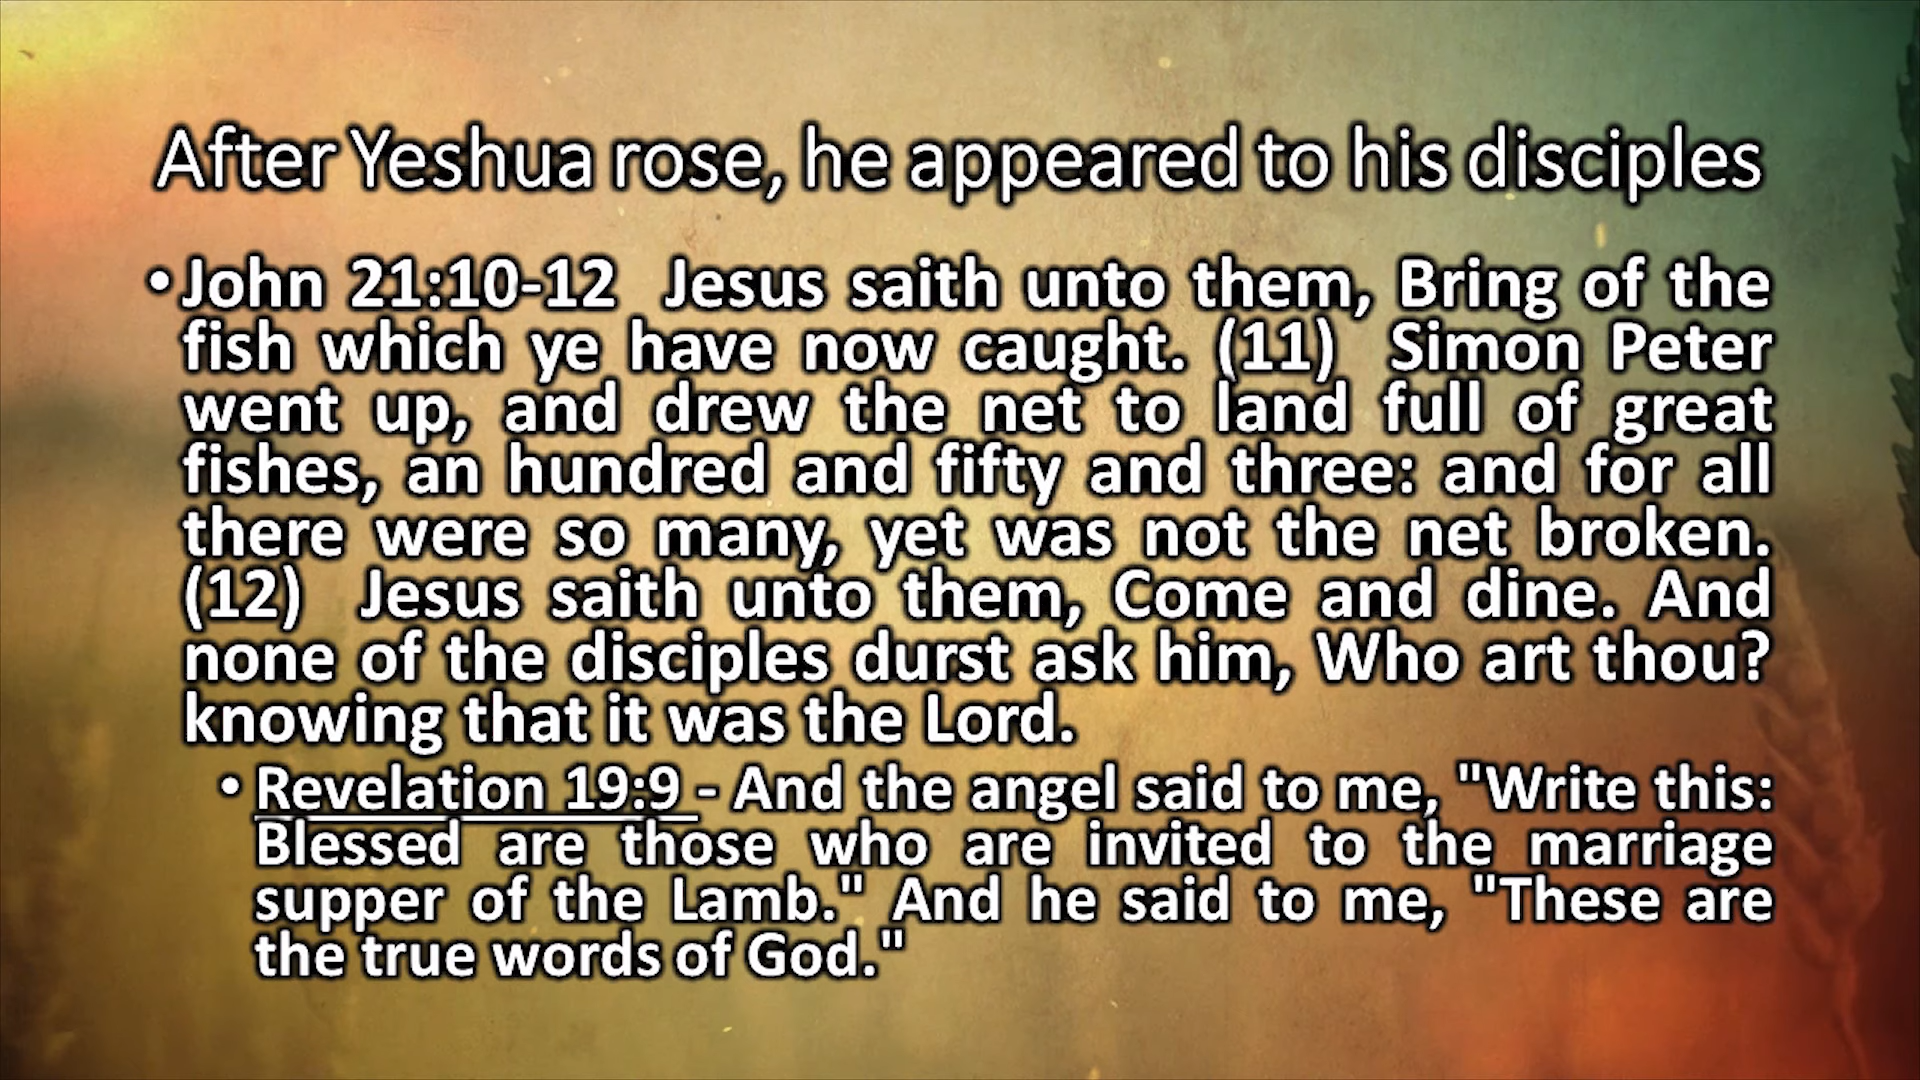 After Yeshua rose, he appeared to his disciples
• John 21:10-12 Jesus saith unto them, Bring of the
fish which ye have now caught. (11) Simon Peter
went up, and drew the net to land full of great
fishes, an hundred and fifty and three: and for all
there were so many, yet was not the net broken.
(12) Jesus saith unto them, Come and dine. And
none of the disciples durst ask him, Who art thou?
knowing that it was the Lord.
• Revelation 19:9 - And the angel said to me, "Write this:
Blessed are those who are invited to the marriage
supper of the Lamb." And he said to me, "These are
the true words of God."